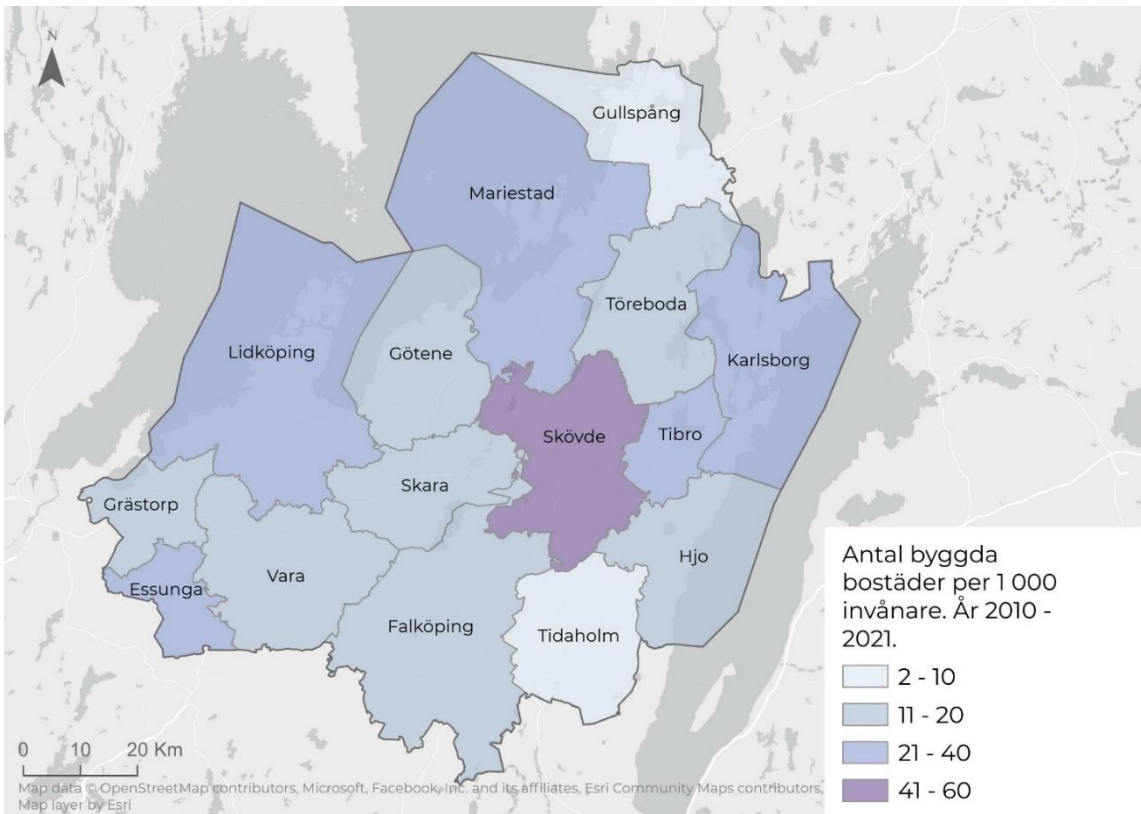 N
Gullspång
Mariestad
Töreboda
Lidköping
Götene
Karlsborg
Skövde
Tibro
Skara
Grästorp
Hjo
Essunga
Vara
Falköping
Tidaholm
Antal byggda
bostäder per 1 000
invånare. År 2010 -
2021.
2 - 10
11 - 20
21 - 40
41 - 60
0 10 20 Km
Map data © OpenStreetMap contributors, Microsoft, Facebook, Inc. and its affiliates, Esri Community Maps contributors,
Map layer by Esri